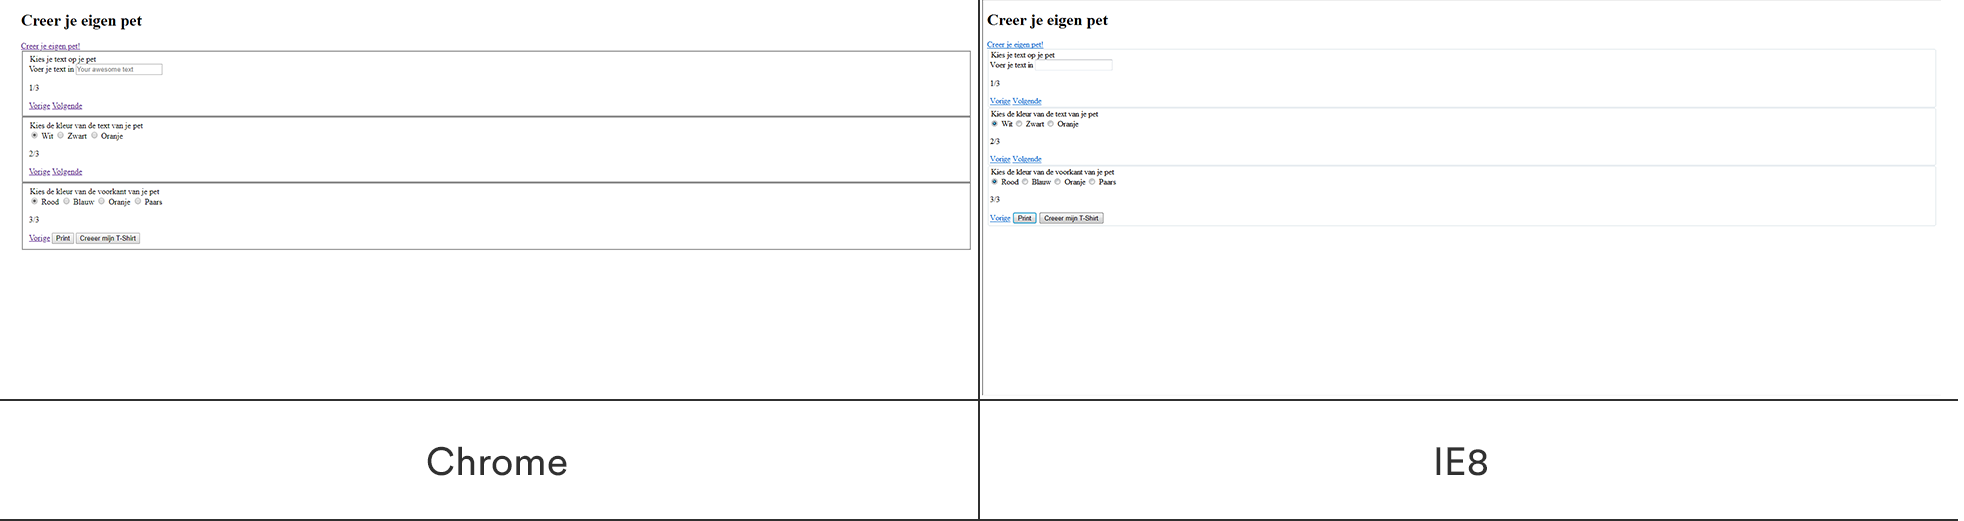 Creer je eigen pet
Creer je eigen pet!
Kies je text op je pet
Voer je text in Your awesome text
1/3
Vorige Volgende
Kies de kleur van de text van je pet
Wit Zwart Oranje
2/3
Vorige Volgende
Kies de kleur van de voorkant van je pet
Rood Blauw Oranje Paars
3/3
Vorige Print Creeer mijn T-Shirt
Creer je eigen pet
Creer je eigen pet!
Kies je text op je pet
Voer je text in
1/3
Vorige Volgende
Kies de kleur van de text van je pet
Wit Zwart Oranje
2/3
Vorige Volgende
Kies de kleur van de voorkant van je pet
Rood Blauw Oranje Paars
3/3
Vorige Print Creeer mijn T-Shirt
Chrome
IE8